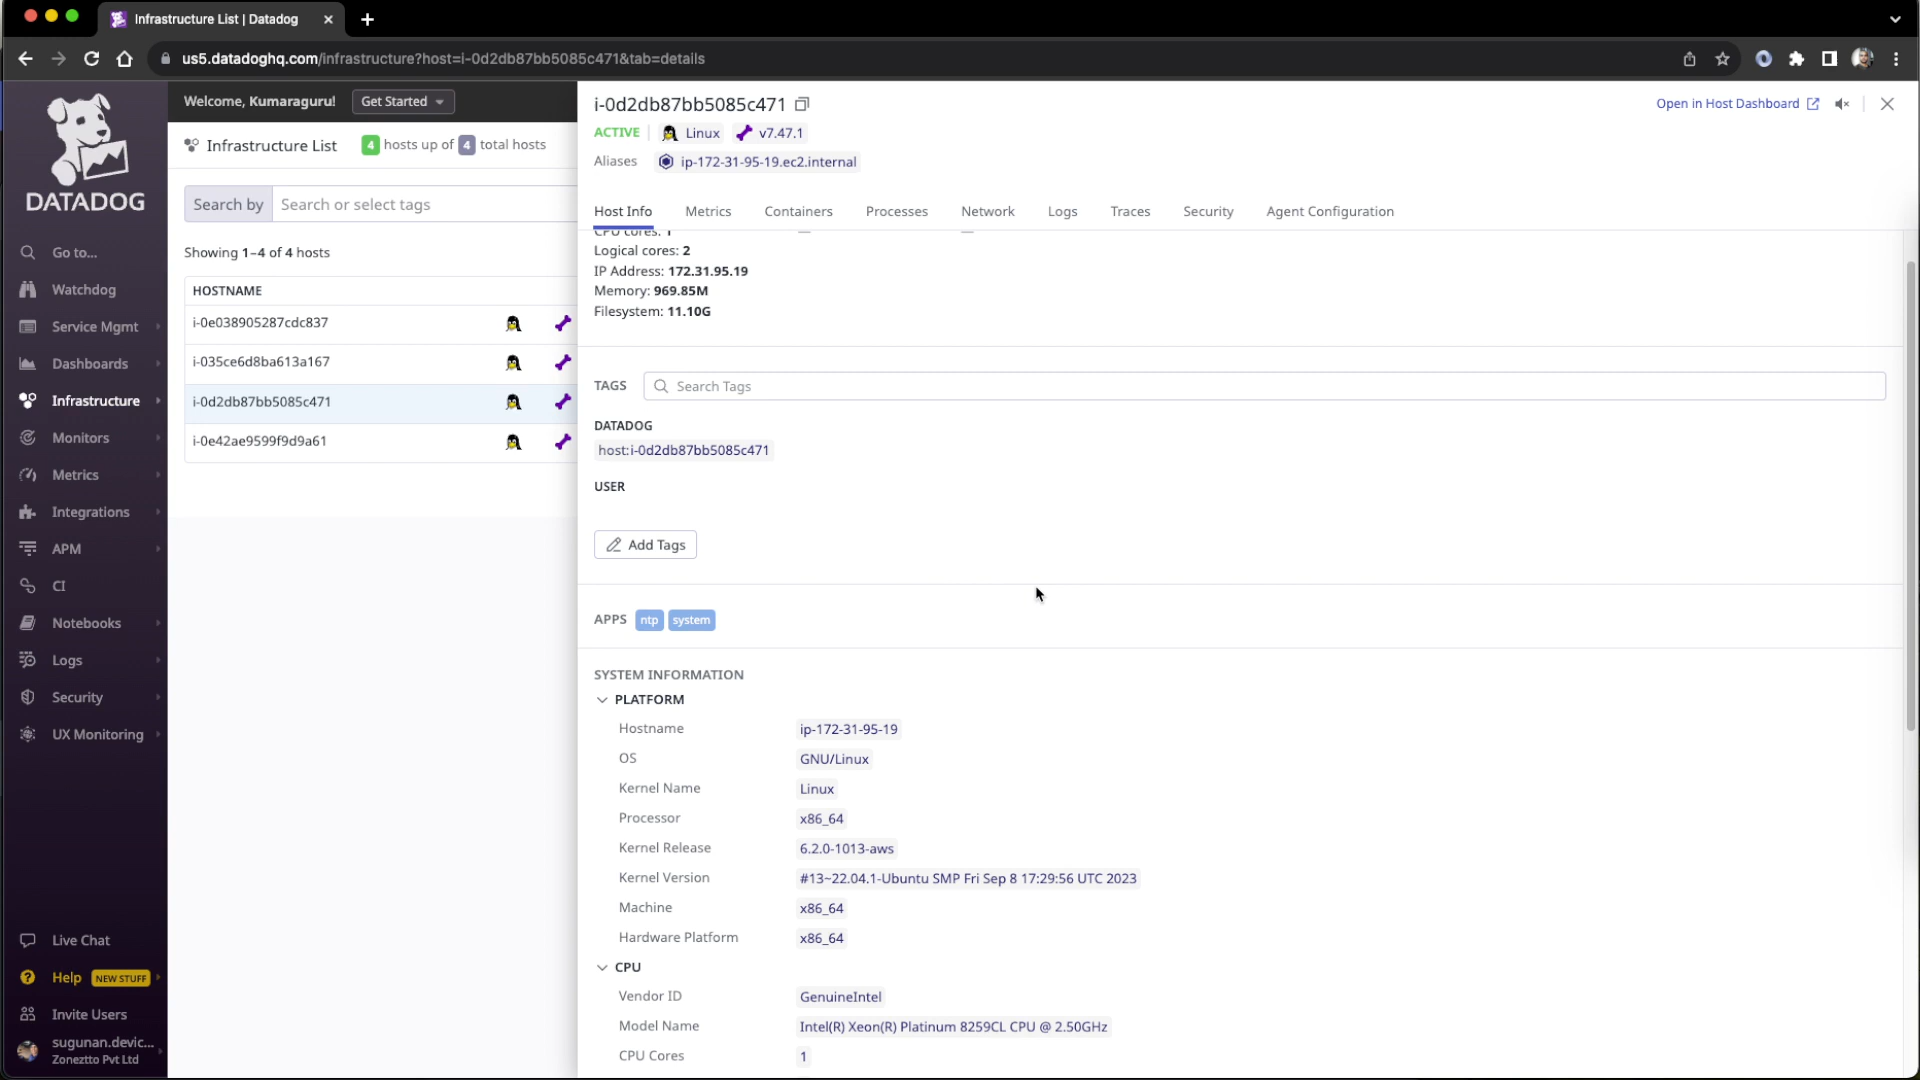 Infrastructure List | Datadog
us5.datadoghq.com/infrastructure?host=i-0d2db87bb5085c471&tab=details
DATADOG
Go to...
Watchdog
Service Mgmt
Dashboards
Infrastructure
Monitors
Metrics
Integrations
APM
CI
Notebooks
Logs
Security
UX Monitoring
Live Chat
Help NEW STUFF
Invite Users
sugunan.devic...
Zoneztto Pvt Ltd
Welcome, Kumaraguru! Get Started
Infrastructure List 4 hosts up of 4 total hosts
Search by Search or select tags
Showing 1–4 of 4 hosts
HOSTNAME
i-0e038905287cdc837
i-035ce6d8ba613a167
i-0d2db87bb5085c471
i-0e42ae9599f9d9a61
i-0d2db87bb5085c471 Open in Host Dashboard
ACTIVE Linux v7.47.1
Aliases ip-172-31-95-19.ec2.internal
Host Info Metrics Containers Processes Network Logs Traces Security Agent Configuration
CPU cores: 1
Logical cores: 2
IP Address: 172.31.95.19
Memory: 969.85M
Filesystem: 11.10G
TAGS Search Tags
DATADOG
host:i-0d2db87bb5085c471
USER
Add Tags
APPS ntp system
SYSTEM INFORMATION
PLATFORM
Hostname ip-172-31-95-19
OS GNU/Linux
Kernel Name Linux
Processor x86_64
Kernel Release 6.2.0-1013-aws
Kernel Version #13~22.04.1-Ubuntu SMP Fri Sep 8 17:29:56 UTC 2023
Machine x86_64
Hardware Platform x86_64
CPU
Vendor ID GenuineIntel
Model Name Intel(R) Xeon(R) Platinum 8259CL CPU @ 2.50GHz
CPU Cores 1